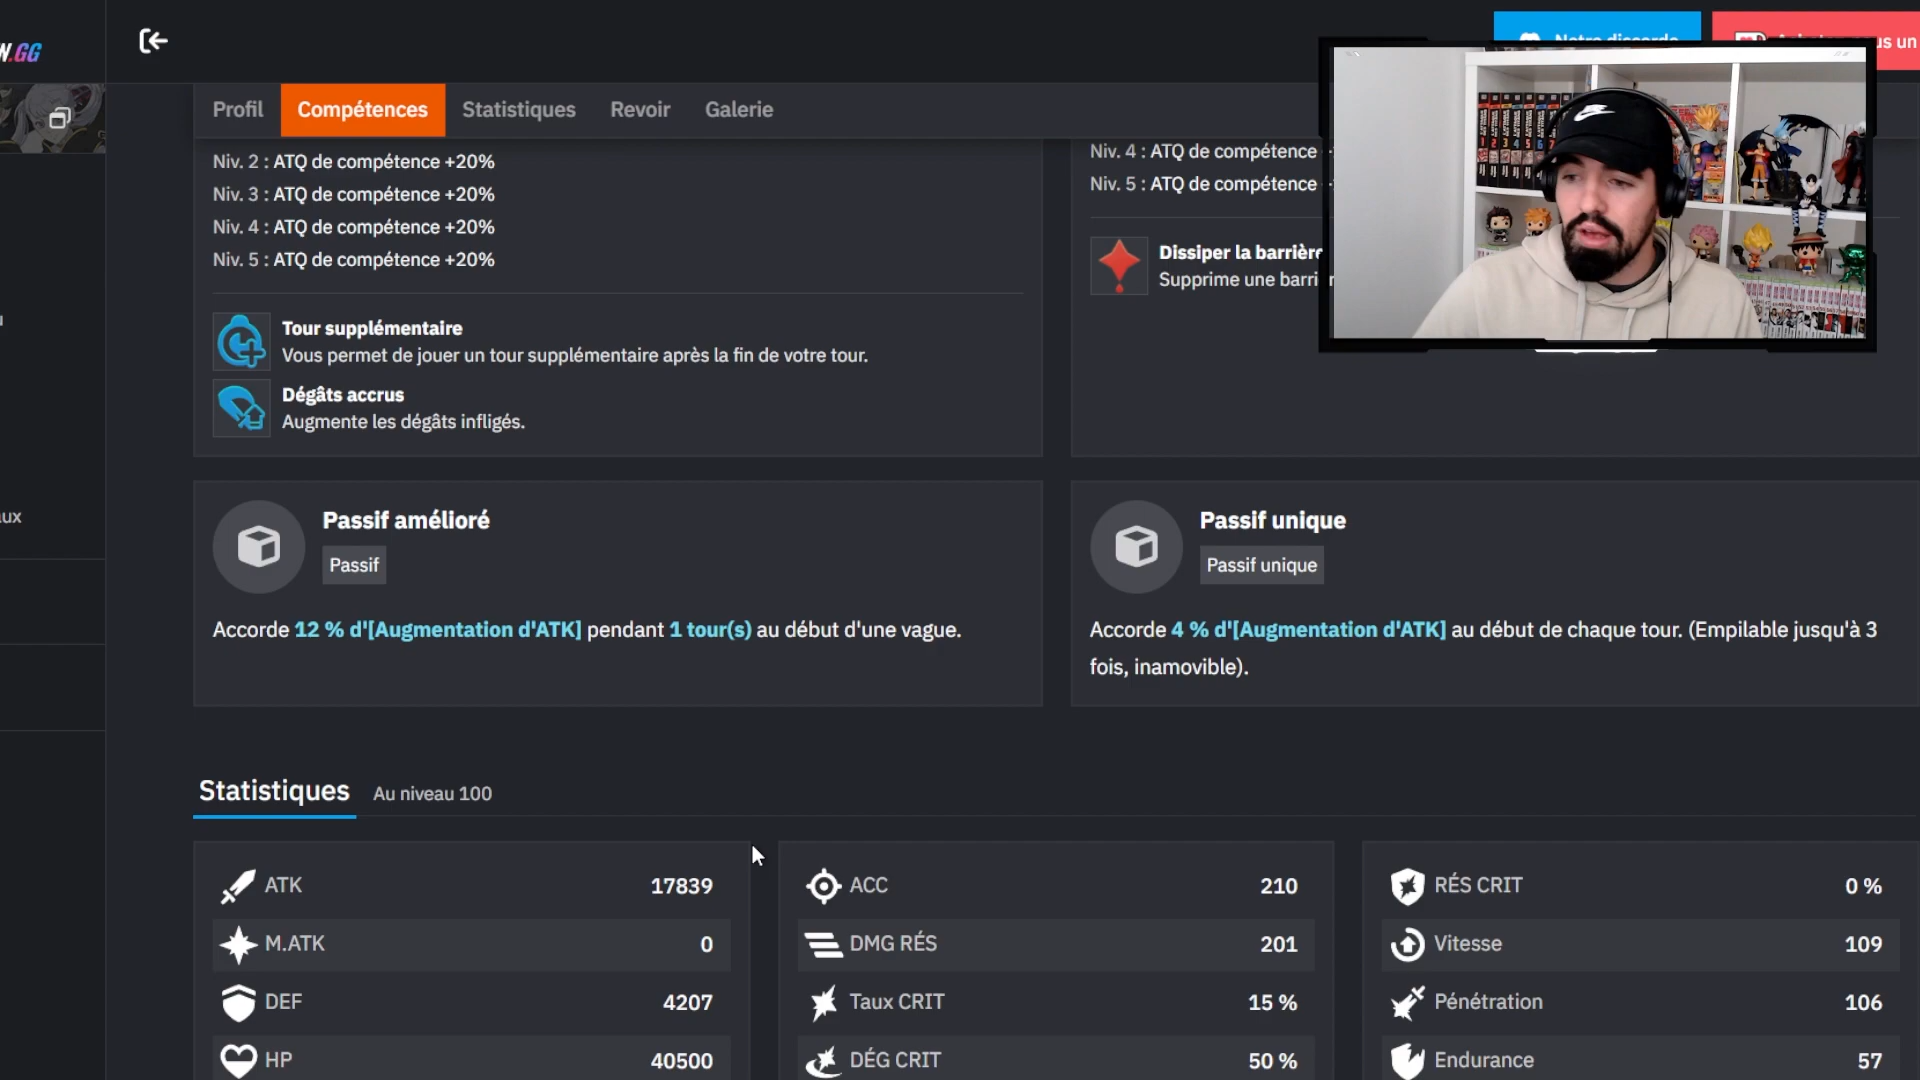 W.GG
Profil
Compétences
Statistiques
Revoir
Galerie
Niv. 2 : ATQ de compétence +20%
Niv. 3 : ATQ de compétence +20%
Niv. 4 : ATQ de compétence +20%
Niv. 5 : ATQ de compétence +20%
Tour supplémentaire
Vous permet de jouer un tour supplémentaire après la fin de votre tour.
Dégâts accrus
Augmente les dégâts infligés.
Niv. 4 : ATQ de compétence
Niv. 5 : ATQ de compétence
Dissiper la barrière
Supprime une
aux
Passif amélioré
Passif
Accorde 12 % d'[Augmentation d'ATK] pendant 1 tour(s) au début d'une vague.
Passif unique
Passif unique
Accorde 4 % d'[Augmentation d'ATK] au début de chaque tour. (Empilable jusqu'à 3
fois, inamovible).
Statistiques Au niveau 100
ATK 17839
M.ATK 0
DEF 4207
HP 40500
ACC 210
DMG RÉS 201
Taux CRIT 15 %
DÉG CRIT 50 %
RÉS CRIT 0 %
Vitesse 109
Pénétration 106
Endurance 57